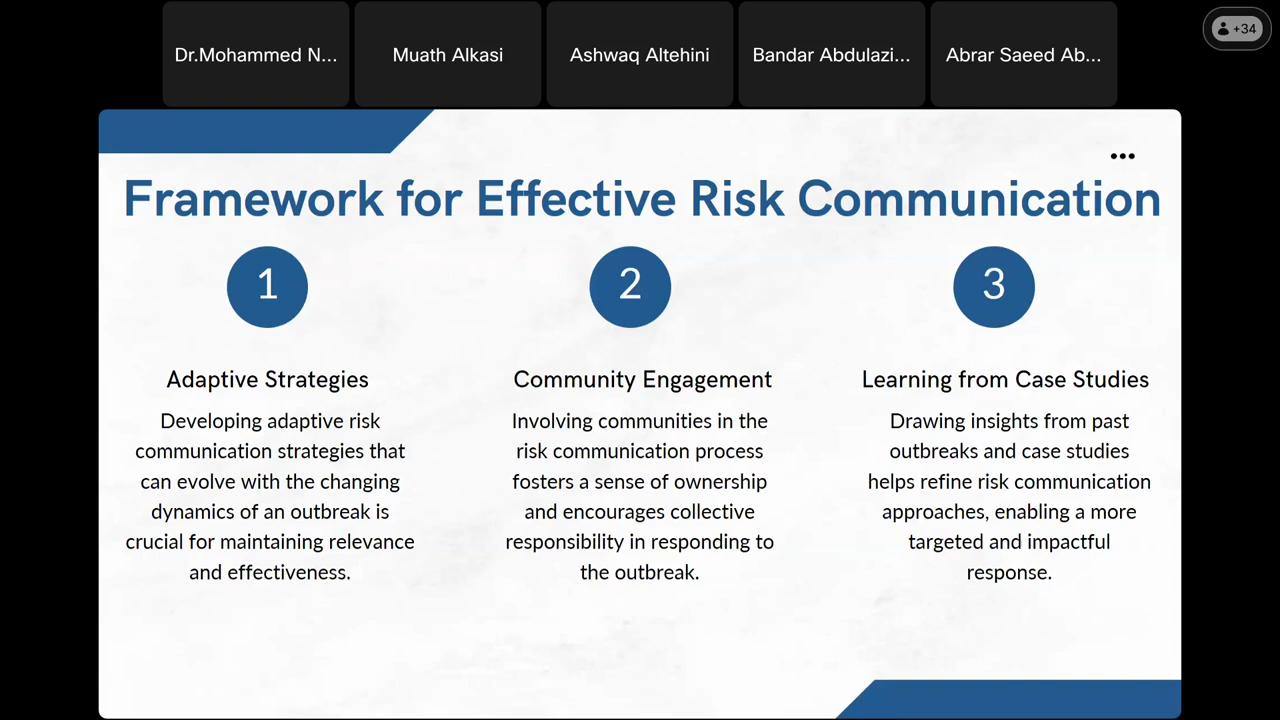 Dr.Mohammed N...
Muath Alkasi
Ashwaq Altehini
Bandar Abdulazi...
Abrar Saeed Ab...
+34
Framework for Effective Risk Communication
1
Adaptive Strategies
Developing adaptive risk
communication strategies that
can evolve with the changing
dynamics of an outbreak is
crucial for maintaining relevance
and effectiveness.
2
Community Engagement
Involving communities in the
risk communication process
fosters a sense of ownership
and encourages collective
responsibility in responding to
the outbreak.
3
Learning from Case Studies
Drawing insights from past
outbreaks and case studies
helps refine risk communication
approaches, enabling a more
targeted and impactful
response.